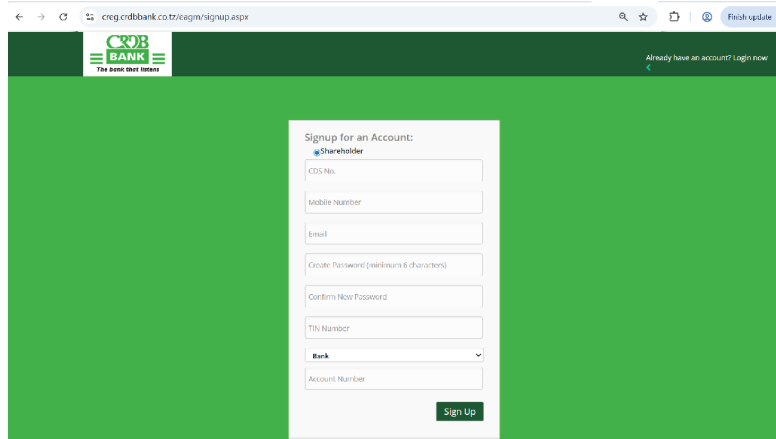 creg.crdbbank.co.tz/eagm/signup.aspx
Finish update
CRDB
BANK
The bank that listens
Already have an account? Login now
Signup for an Account:
Shareholder
CDS No.
Mobile Number
Email
Create Password (minimum 6 characters)
Confirm New Password
TIN Number
Bank
Account Number
Sign Up